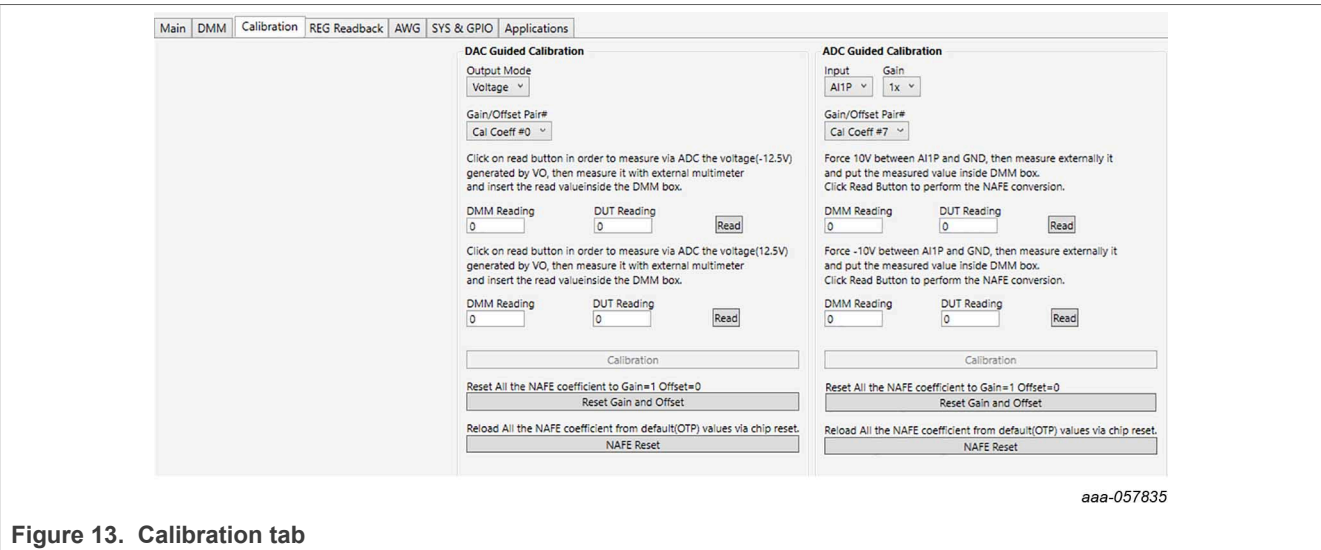 Main DMM Calibration REG Readback AWG SYS & GPIO Applications
DAC Guided Calibration
Output Mode
Voltage
Gain/Offset Pair#
Cal Coeff #0
Click on read button in order to measure via ADC the voltage(-12.5V)
generated by VO, then measure it with external multimeter
and insert the read valueinside the DMM box.
DMM Reading DUT Reading
0 0 Read
Click on read button in order to measure via ADC the voltage(12.5V)
generated by VO, then measure it with external multimeter
and insert the read valueinside the DMM box.
DMM Reading DUT Reading
0 0 Read
Calibration
Reset All the NAFE coefficient to Gain=1 Offset=0
Reset Gain and Offset
Reload All the NAFE coefficient from default(OTP) values via chip reset.
NAFE Reset
ADC Guided Calibration
Input Gain
AI1P 1x
Gain/Offset Pair#
Cal Coeff #7
Force 10V between AI1P and GND, then measure externally it
and put the measured value inside DMM box.
Click Read Button to perform the NAFE conversion.
DMM Reading DUT Reading
0 0 Read
Force -10V between AI1P and GND, then measure externally it
and put the measured value inside DMM box.
Click Read Button to perform the NAFE conversion.
DMM Reading DUT Reading
0 0 Read
Calibration
Reset All the NAFE coefficient to Gain=1 Offset=0
Reset Gain and Offset
Reload All the NAFE coefficient from default(OTP) values via chip reset.
NAFE Reset
aaa-057835
Figure 13. Calibration tab